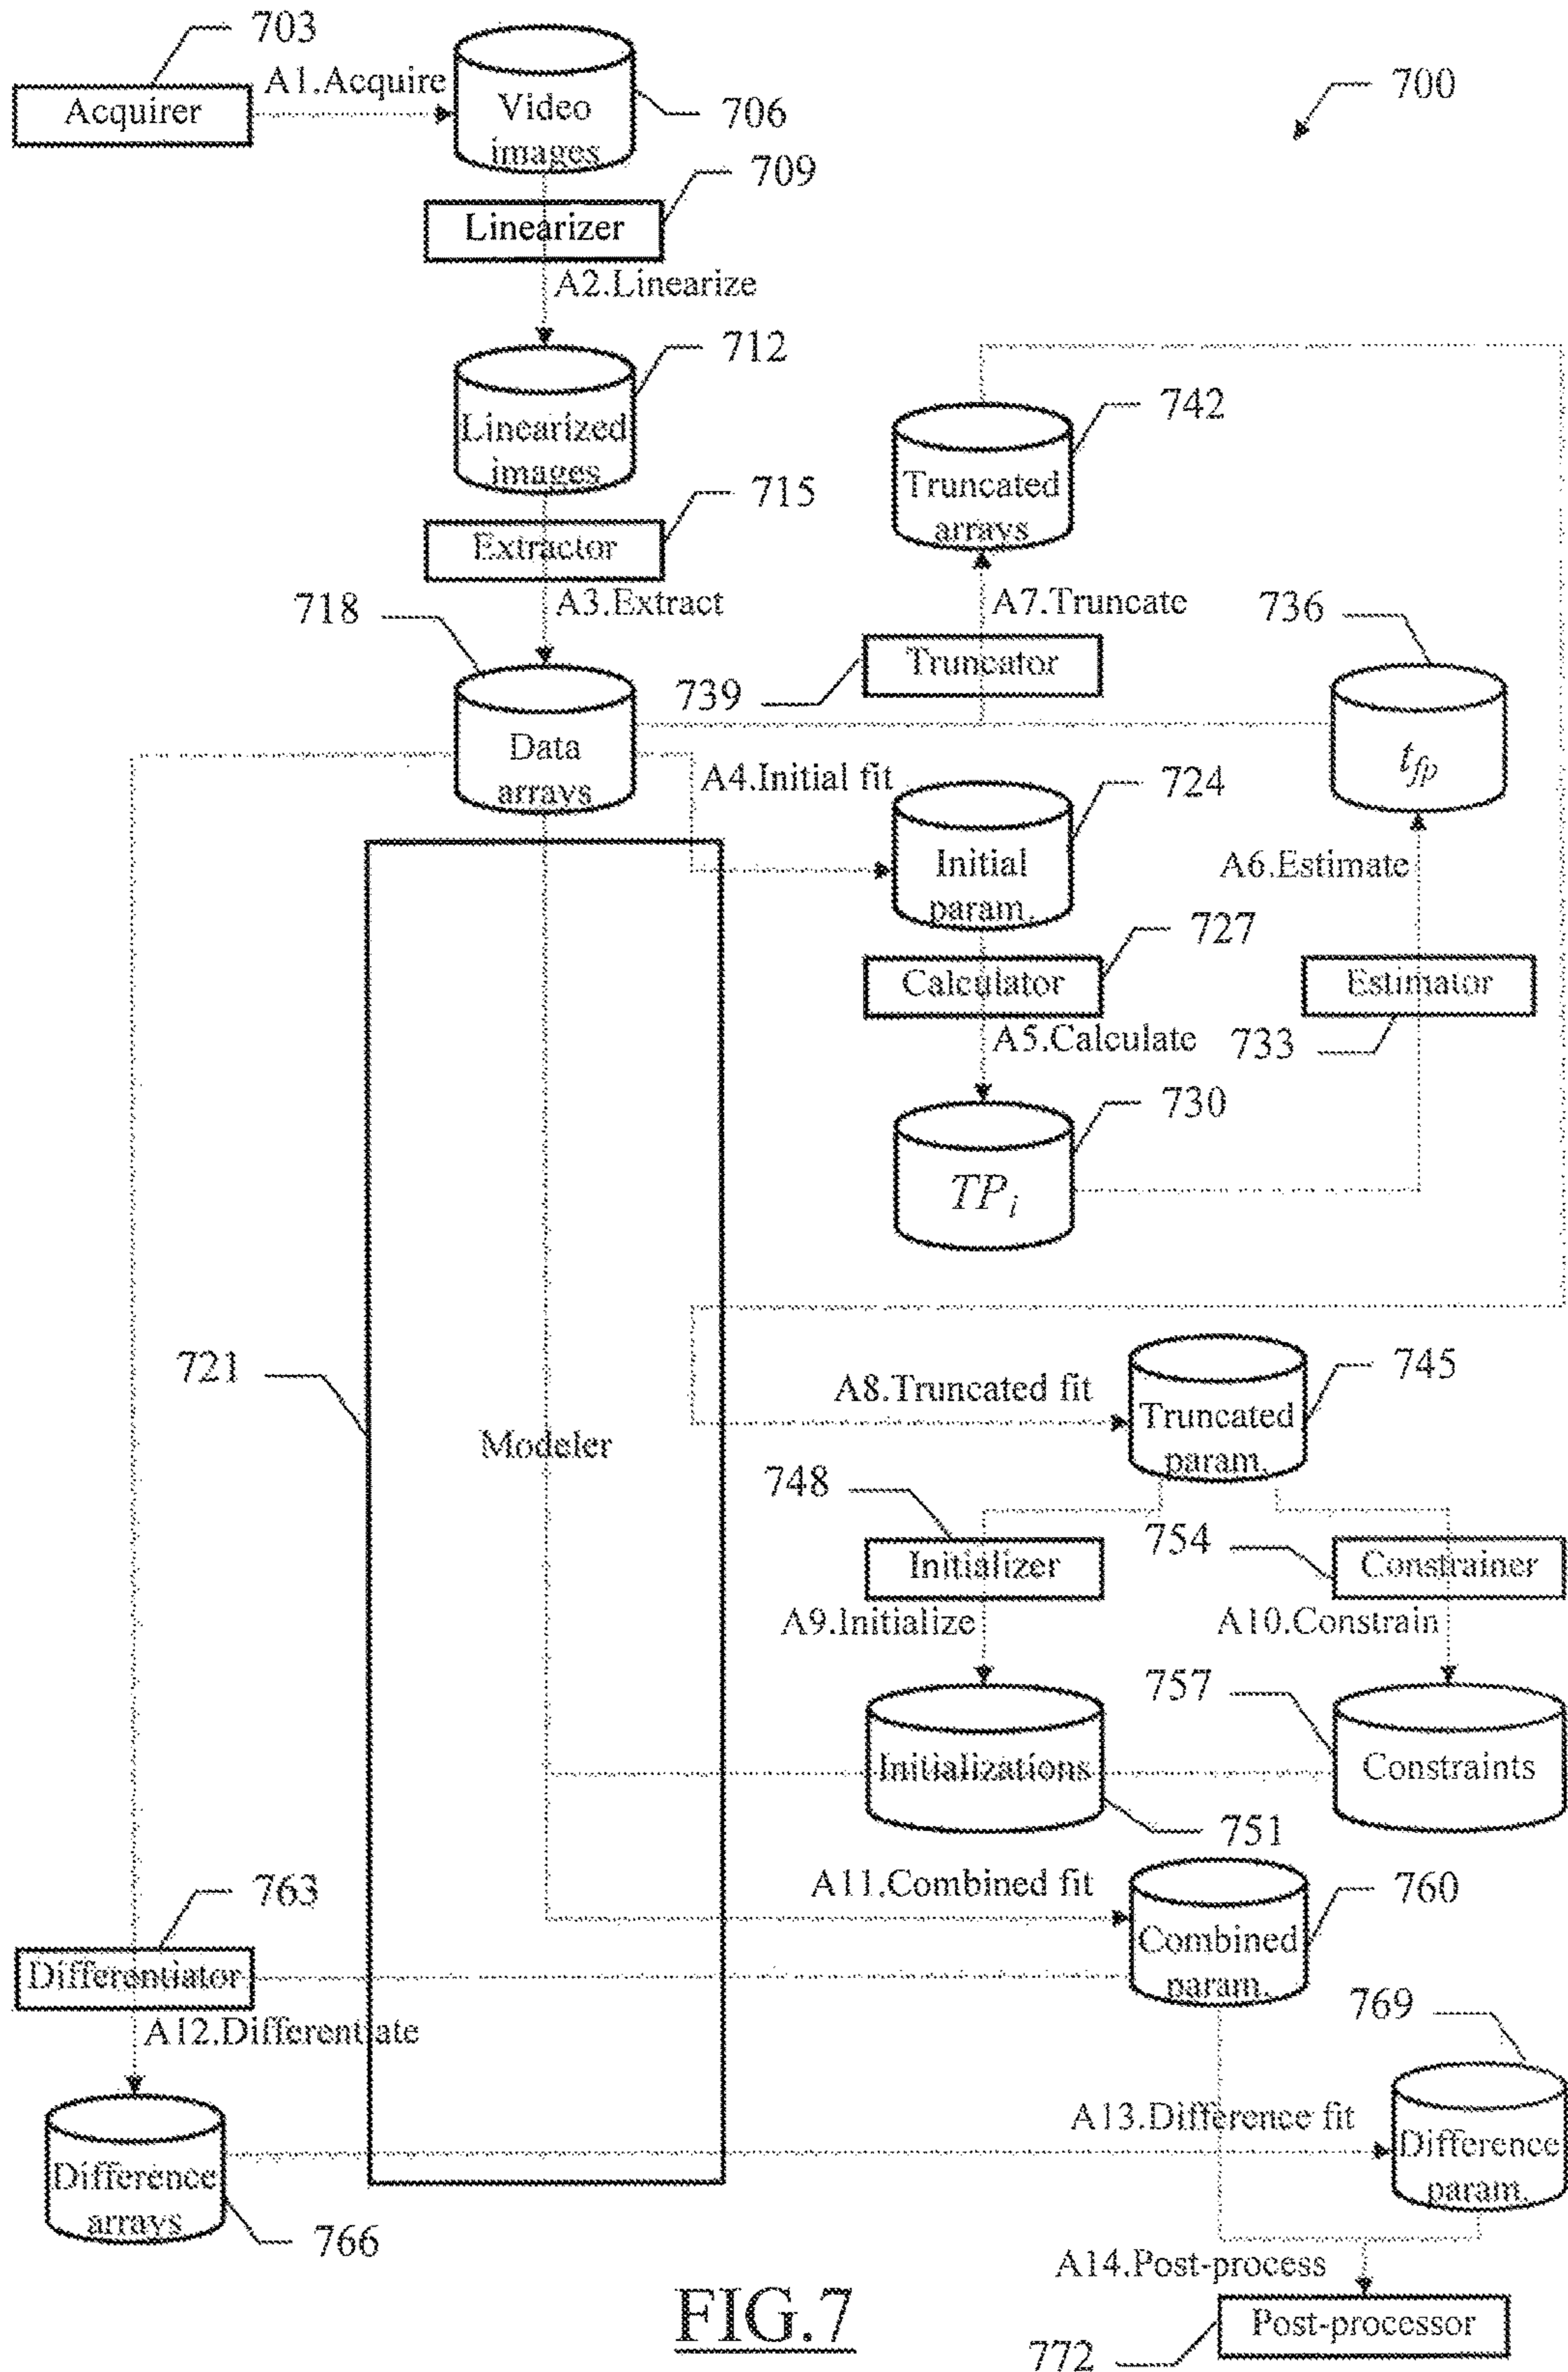 703
Acquirer
A1.Acquire
Video
images
706
700
709
Linearizer
A2.Linearize
712
Linearized
images
742
Truncated
arrays
715
Extractor
A3.Extract
718
A7.Truncate
736
739
Truncator
Data
arrays
t_fp
A4.Initial fit
724
Initial
param.
A6.Estimate
727
Calculator
Estimator
A5.Calculate
733
730
TP_i
721
A8.Truncated fit
745
Truncated
param.
Modeler
748
754
Initializer
Constrainer
A9.Initialize
A10.Constrain
757
Initializations
Constraints
751
763
A11.Combined fit
760
Combined
param.
Differentiator
A12.Differentiate
769
A13.Difference fit
Difference
param.
Difference
arrays
766
A14.Post-process
FIG.7
Post-processor
772